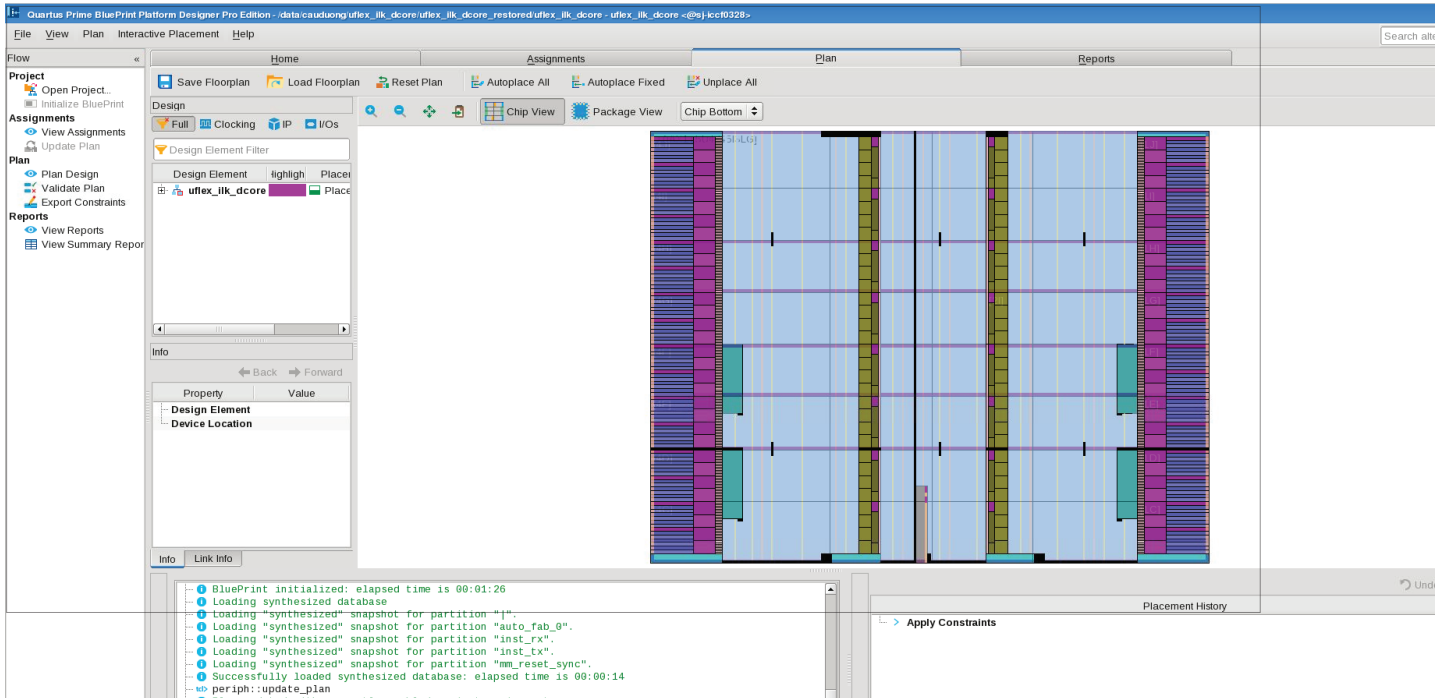 Quartus Prime BluePrint Platform Designer Pro Edition - /data/cauduong/uflex_ilk_dcore/uflex_ilk_dcore_restored/uflex_ilk_dcore - uflex_ilk_dcore <@sj-iccf0328>
File View Plan Interactive Placement Help
Search alte
Flow «
Home Assignments Plan Reports
Project
Open Project...
Initialize BluePrint
Assignments
View Assignments
Update Plan
Plan
Plan Design
Validate Plan
Export Constraints
Reports
View Reports
View Summary Repor
Save Floorplan Load Floorplan Reset Plan Autoplace All Autoplace Fixed Unplace All
Design
Full Clocking IP I/Os
Chip View Package View Chip Bottom
Design Element Filter
Design Element Highligh Placer
uflex_ilk_dcore Place
Info
Back Forward
Property Value
Design Element
Device Location
Info Link Info
BluePrint initialized: elapsed time is 00:01:26
Loading synthesized database
Loading "synthesized" snapshot for partition "|".
Loading "synthesized" snapshot for partition "auto_fab_0".
Loading "synthesized" snapshot for partition "inst_rx".
Loading "synthesized" snapshot for partition "inst_tx".
Loading "synthesized" snapshot for partition "mm_reset_sync".
Successfully loaded synthesized database: elapsed time is 00:00:14
tcl> periph::update_plan
Undo
Placement History
> Apply Constraints